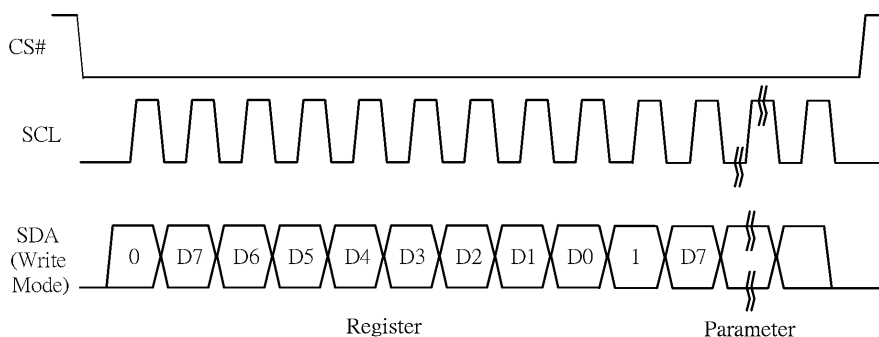 CS#
SCL
SDA
(Write
Mode)
0 D7 D6 D5 D4 D3 D2 D1 D0 1 D7
Register Parameter